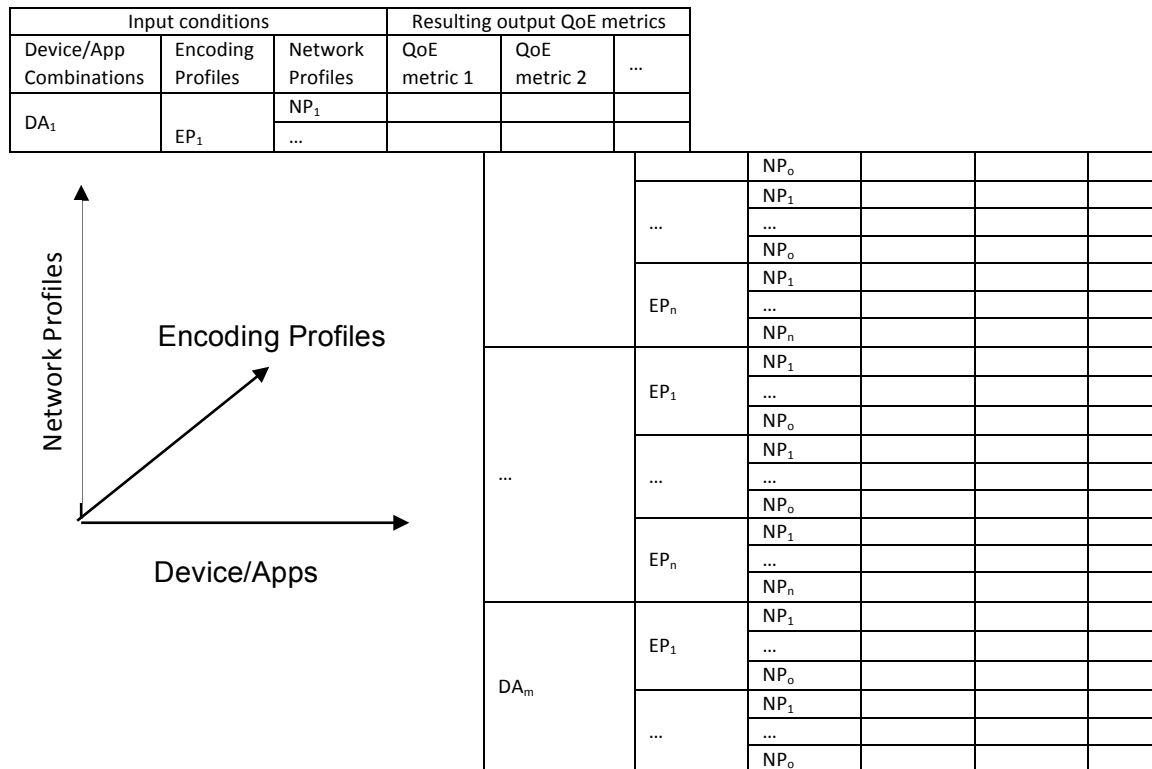 Input conditions Resulting output QoE metrics
Device/App Combinations Encoding Profiles Network Profiles QoE metric 1 QoE metric 2 ...
DA₁ EP₁ NP₁
...
NPₒ
... NP₁
...
NPₒ
EPₙ NP₁
...
NPₙ
... EP₁ NP₁
...
NPₒ
... NP₁
...
NPₒ
EPₙ NP₁
...
NPₙ
DAₘ EP₁ NP₁
...
NPₒ
... NP₁
...
NPₒ
Network Profiles
Encoding Profiles
Device/Apps